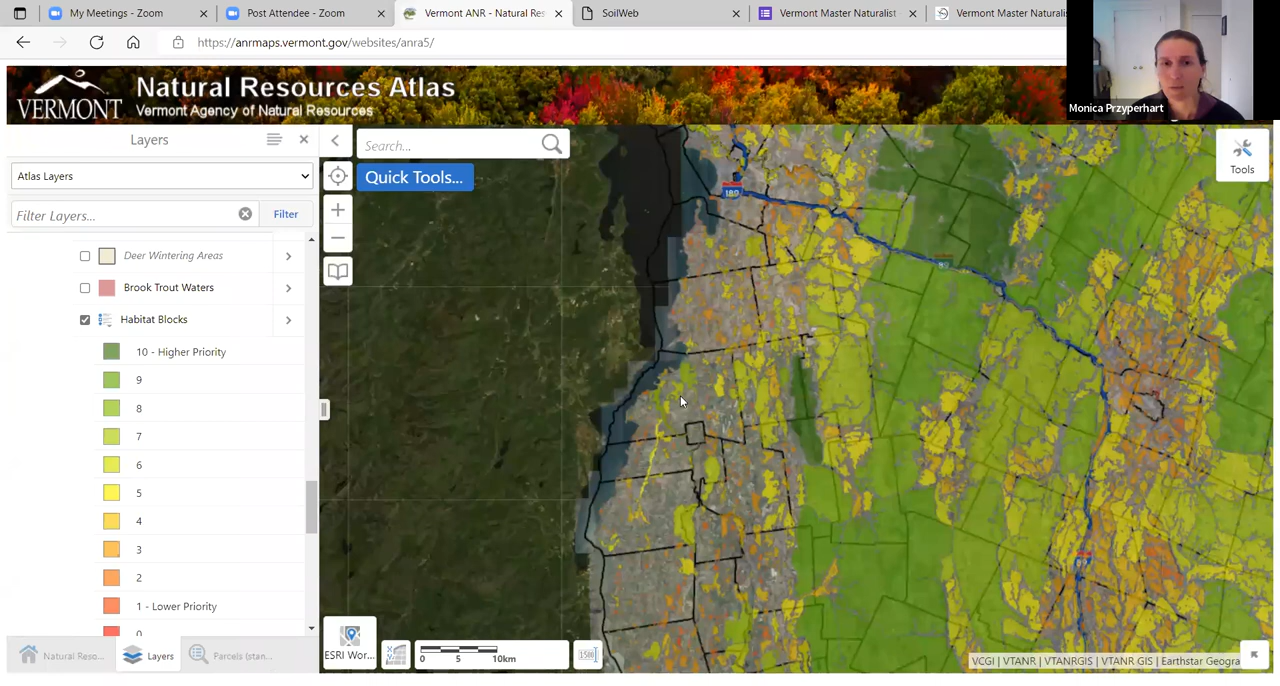 My Meetings - Zoom
Post Attendee - Zoom
Vermont ANR - Natural Res
SoilWeb
Vermont Master Naturalist
Vermont Master Naturali
https://anrmaps.vermont.gov/websites/anra5/
Monica Przyperhart
VERMONT
Natural Resources Atlas
Vermont Agency of Natural Resources
Layers
Search...
Tools
Atlas Layers
Quick Tools...
Filter Layers...
Filter
189
Deer Wintering Areas
Brook Trout Waters
Habitat Blocks
10 - Higher Priority
9
8
7
6
5
4
3
2
1 - Lower Priority
0
89
Natural Reso...
Layers
Parcels (stan...
ESRI Wor...
0 5 10km
VCGI | VTANR | VTANRGIS | VTANR GIS | Earthstar Geogra